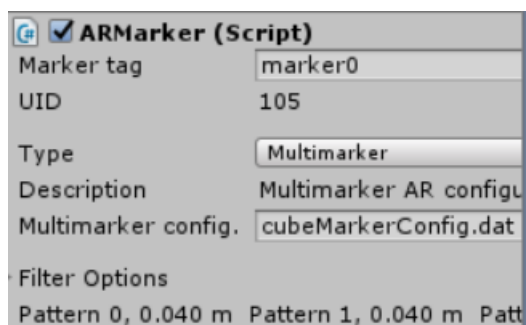 ARMarker (Script)
Marker tag marker0
UID 105
Type Multimarker
Description Multimarker AR
Multimarker config. cubeMarkerConfig.dat
Filter Options
Pattern 0, 0.040 m Pattern 1, 0.040 m